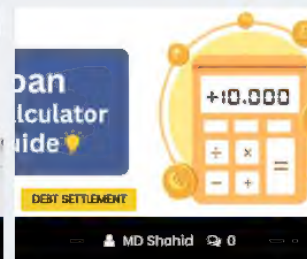 oan
lculator
uide
+10.000
÷ ×
− + =
DEBT SETTLEMENT
MD Shahid 0